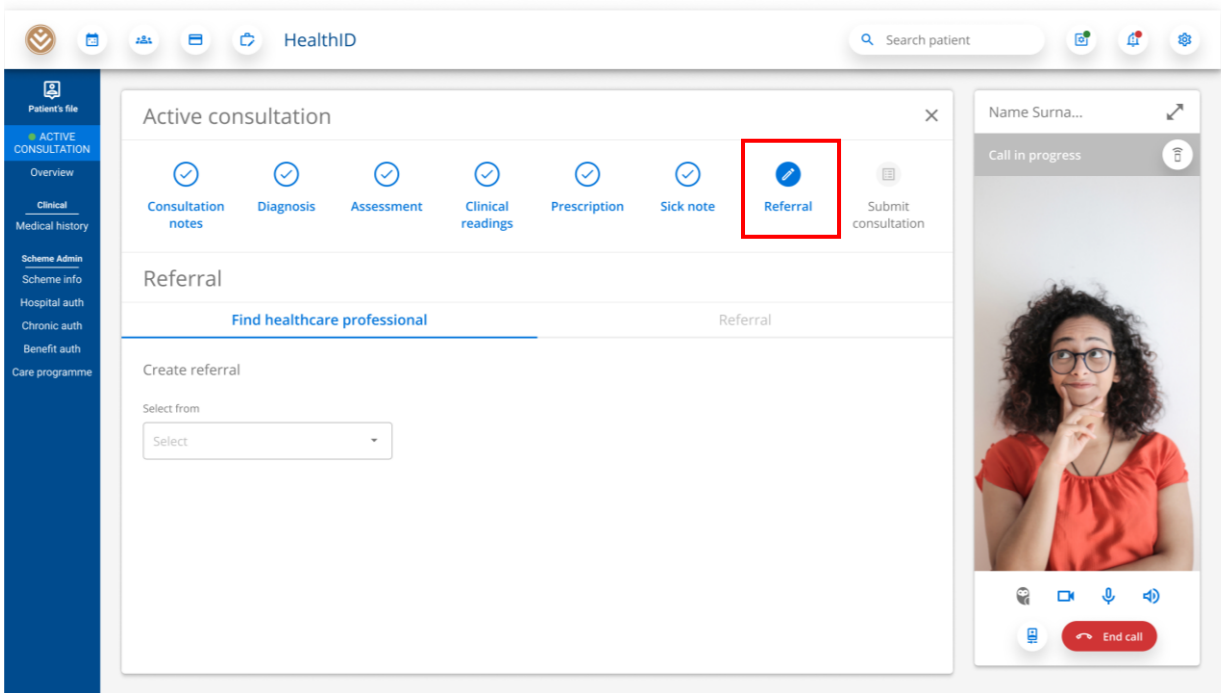 HealthID
Search patient
Patient's file
ACTIVE
CONSULTATION
Overview
Clinical
Medical history
Scheme Admin
Scheme info
Hospital auth
Chronic auth
Benefit auth
Care programme
Active consultation
Consultation
notes
Diagnosis
Assessment
Clinical
readings
Prescription
Sick note
Referral
Submit
consultation
Referral
Find healthcare professional
Referral
Create referral
Select from
Select
Name Surna...
Call in progress
End call